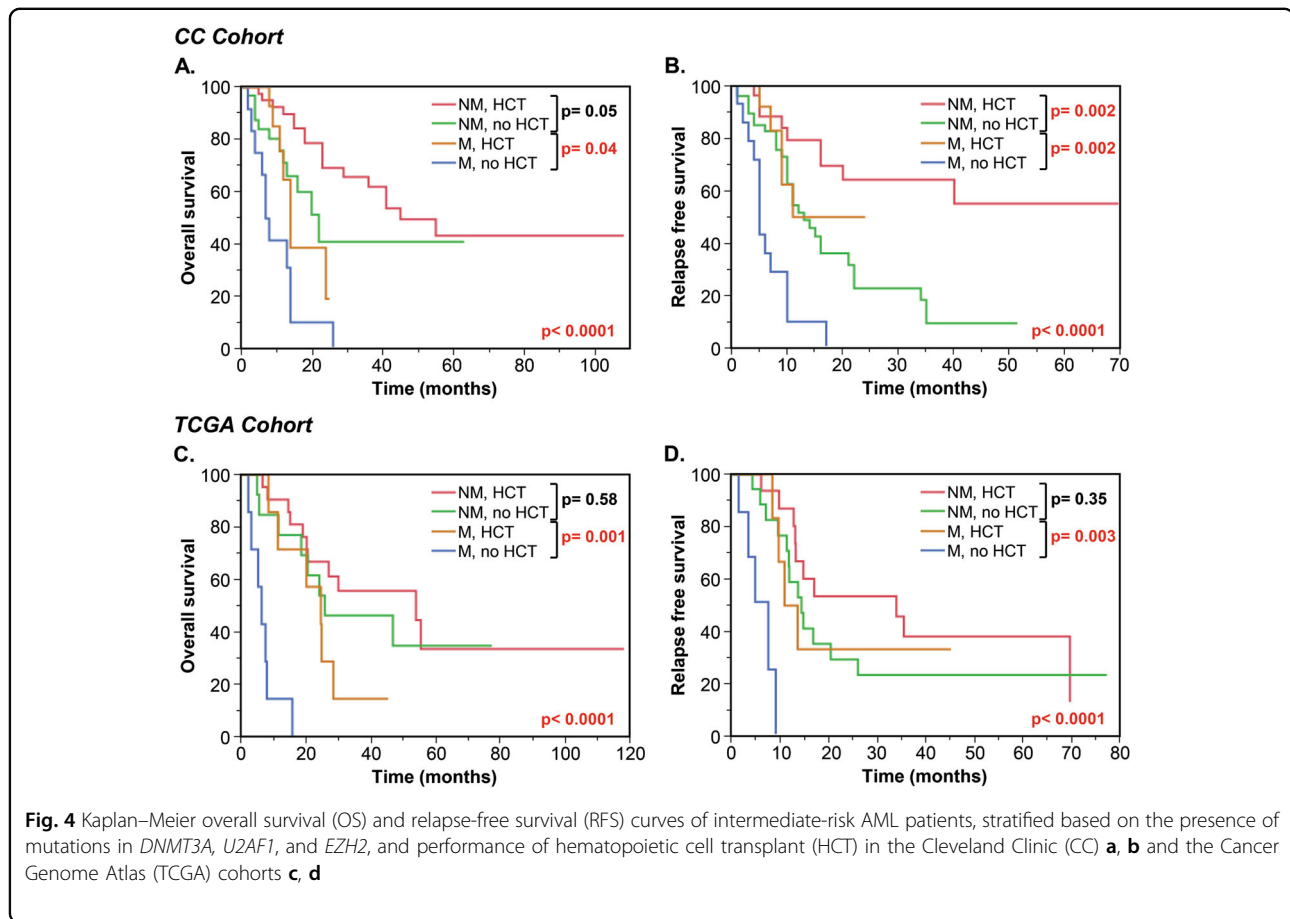 CC Cohort
A.
100
80
60
40
20
0
Overall survival
NM, HCT
NM, no HCT
M, HCT
M, no HCT
p= 0.05
p= 0.04
p< 0.0001
0 20 40 60 80 100
Time (months)
B.
100
80
60
40
20
0
Relapse free survival
NM, HCT
NM, no HCT
M, HCT
M, no HCT
p= 0.002
p= 0.002
p< 0.0001
0 10 20 30 40 50 60 70
Time (months)
TCGA Cohort
C.
100
80
60
40
20
0
Overall survival
NM, HCT
NM, no HCT
M, HCT
M, no HCT
p= 0.58
p= 0.001
p< 0.0001
0 20 40 60 80 100 120
Time (months)
D.
100
80
60
40
20
0
Relapse free survival
NM, HCT
NM, no HCT
M, HCT
M, no HCT
p= 0.35
p= 0.003
p< 0.0001
0 10 20 30 40 50 60 70 80
Time (months)
Fig. 4 Kaplan–Meier overall survival (OS) and relapse-free survival (RFS) curves of intermediate-risk AML patients, stratified based on the presence of
mutations in DNMT3A, U2AF1, and EZH2, and performance of hematopoietic cell transplant (HCT) in the Cleveland Clinic (CC) a, b and the Cancer
Genome Atlas (TCGA) cohorts c, d